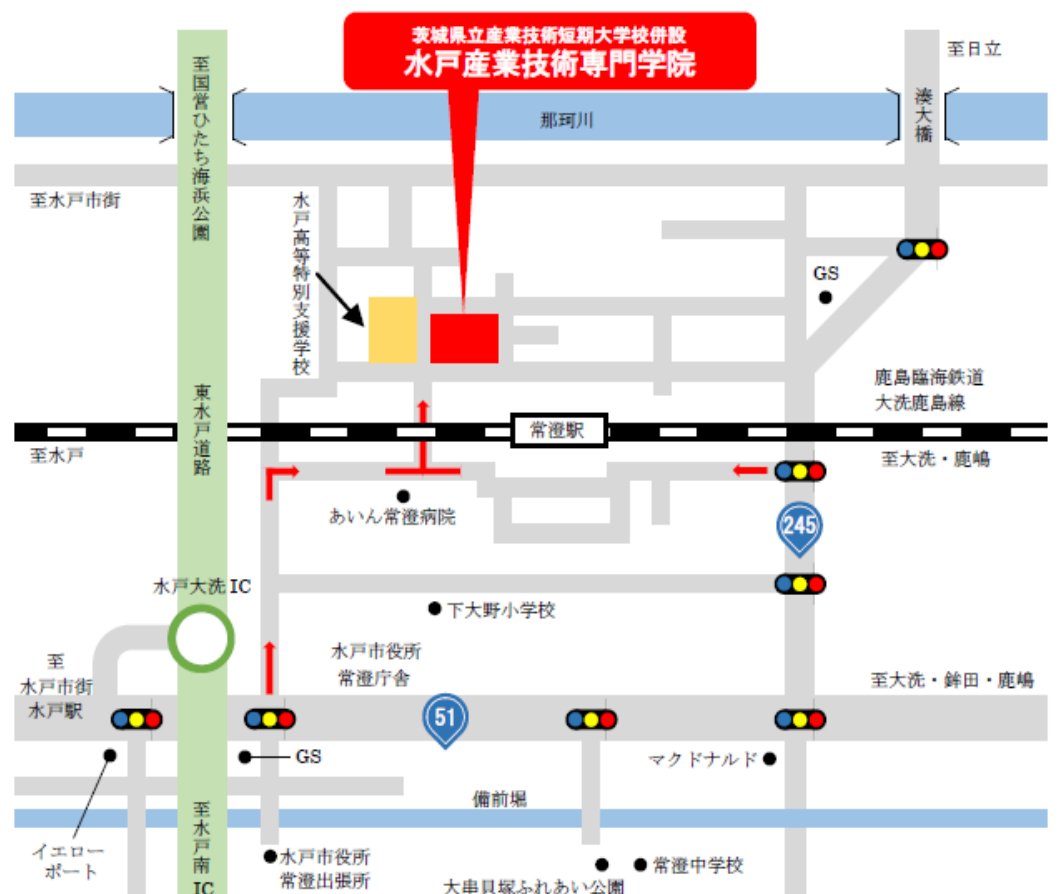 茨城県立産業技術短期大学校併設
水戸産業技術専門学院
至日立
至国営ひたち海浜公園
那珂川
湊大橋
至水戸市街
水戸高等特別支援学校
GS
鹿島臨海鉄道
大洗鹿島線
東水戸道路
常澄駅
至水戸
至大洗・鹿嶋
あいん常澄病院
245
水戸大洗IC
下大野小学校
水戸市役所
常澄庁舎
至
水戸市街
水戸駅
至大洗・鉾田・鹿嶋
51
GS
マクドナルド
備前堀
至水戸南IC
イエロー
ポート
水戸市役所
常澄出張所
常澄中学校
大串貝塚ふれあい公園